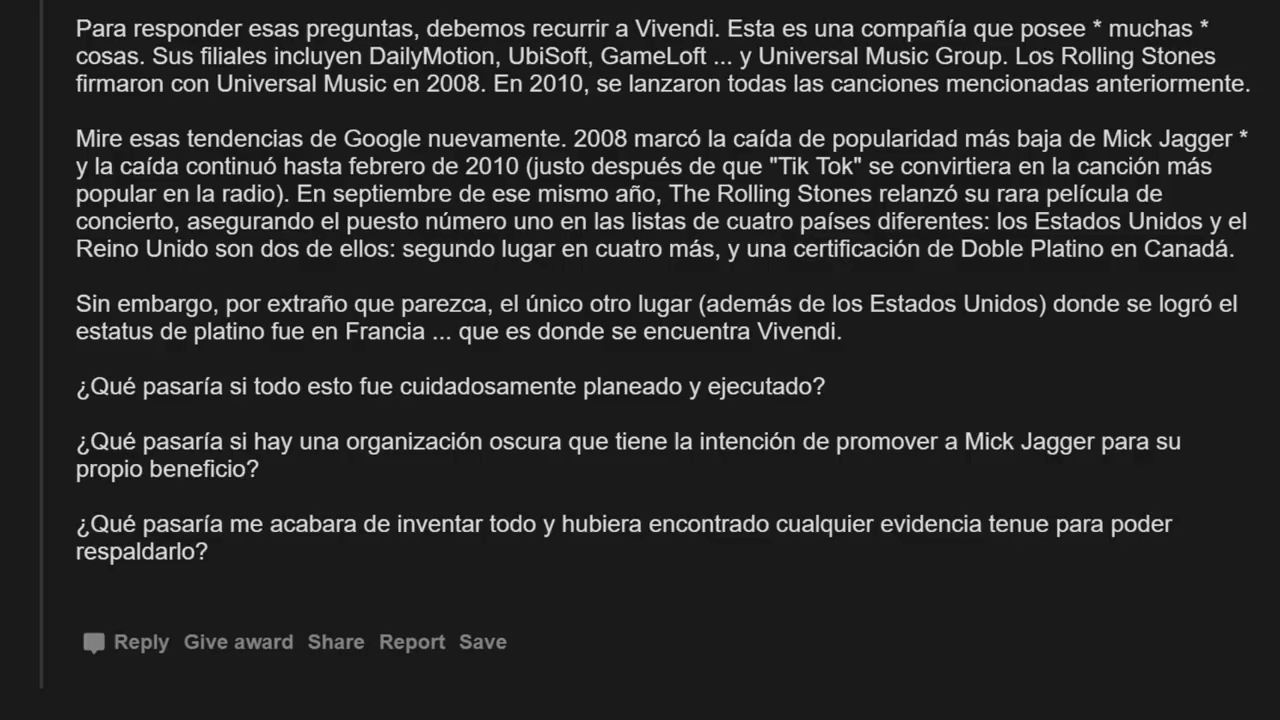 Para responder esas preguntas, debemos recurrir a Vivendi. Esta es una compañía que posee * muchas *
cosas. Sus filiales incluyen DailyMotion, UbiSoft, GameLoft ... y Universal Music Group. Los Rolling Stones
firmaron con Universal Music en 2008. En 2010, se lanzaron todas las canciones mencionadas anteriormente.
Mire esas tendencias de Google nuevamente. 2008 marcó la caída de popularidad más baja de Mick Jagger *
y la caída continuó hasta febrero de 2010 (justo después de que "Tik Tok" se convirtiera en la canción más
popular en la radio). En septiembre de ese mismo año, The Rolling Stones relanzó su rara película de
concierto, asegurando el puesto número uno en las listas de cuatro países diferentes: los Estados Unidos y el
Reino Unido son dos de ellos: segundo lugar en cuatro más, y una certificación de Doble Platino en Canadá.
Sin embargo, por extraño que parezca, el único otro lugar (además de los Estados Unidos) donde se logró el
estatus de platino fue en Francia ... que es donde se encuentra Vivendi.
¿Qué pasaría si todo esto fue cuidadosamente planeado y ejecutado?
¿Qué pasaría si hay una organización oscura que tiene la intención de promover a Mick Jagger para su
propio beneficio?
¿Qué pasaría me acabara de inventar todo y hubiera encontrado cualquier evidencia tenue para poder
respaldarlo?
Reply Give award Share Report Save